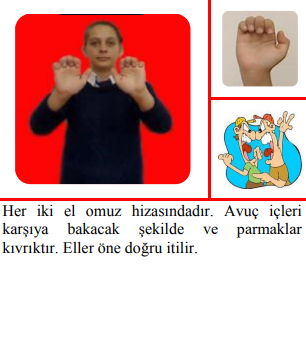 Her iki el omuz hizasındadır. Avuç içleri
karşıya bakacak şekilde ve parmaklar
kıvrıktır. Eller öne doğru itilir.